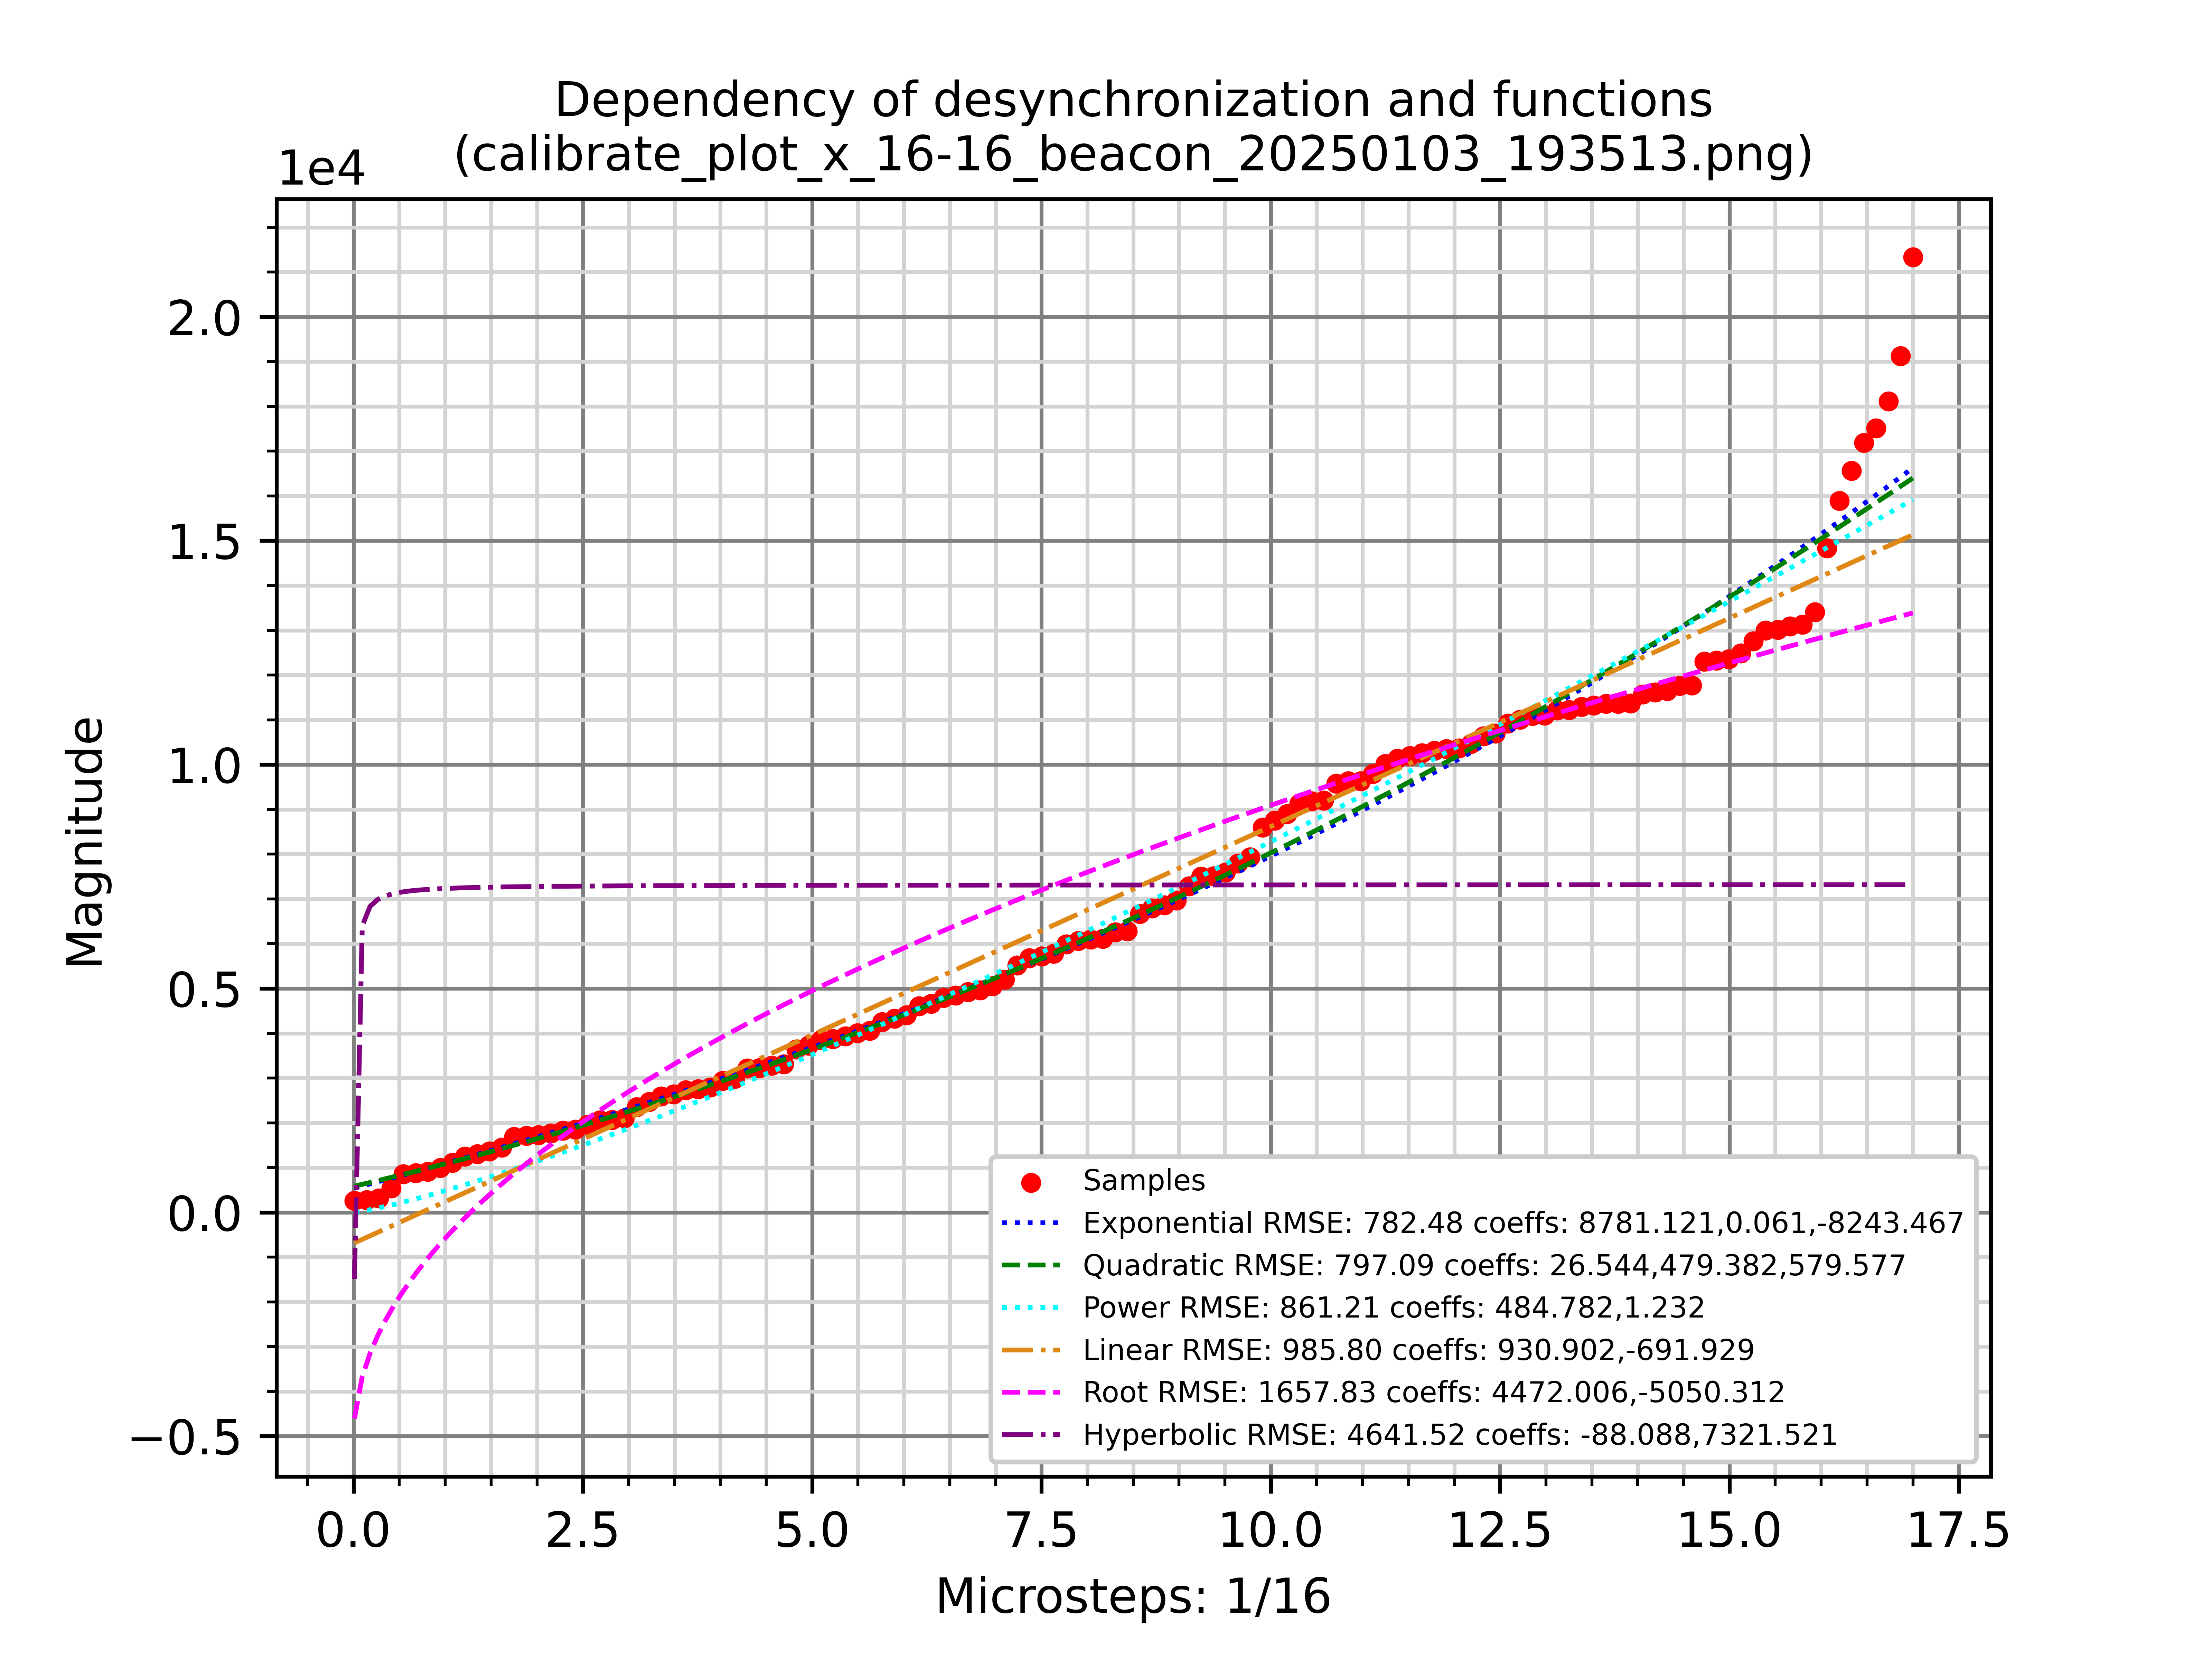 Dependency of desynchronization and functions
(calibrate_plot_x_16-16_beacon_20250103_193513.png)
1e4
2.0
1.5
1.0
0.5
0.0
−0.5
Magnitude
Samples
Exponential RMSE: 782.48 coeffs: 8781.121,0.061,-8243.467
Quadratic RMSE: 797.09 coeffs: 26.544,479.382,579.577
Power RMSE: 861.21 coeffs: 484.782,1.232
Linear RMSE: 985.80 coeffs: 930.902,-691.929
Root RMSE: 1657.83 coeffs: 4472.006,-5050.312
Hyperbolic RMSE: 4641.52 coeffs: -88.088,7321.521
0.0 2.5 5.0 7.5 10.0 12.5 15.0 17.5
Microsteps: 1/16